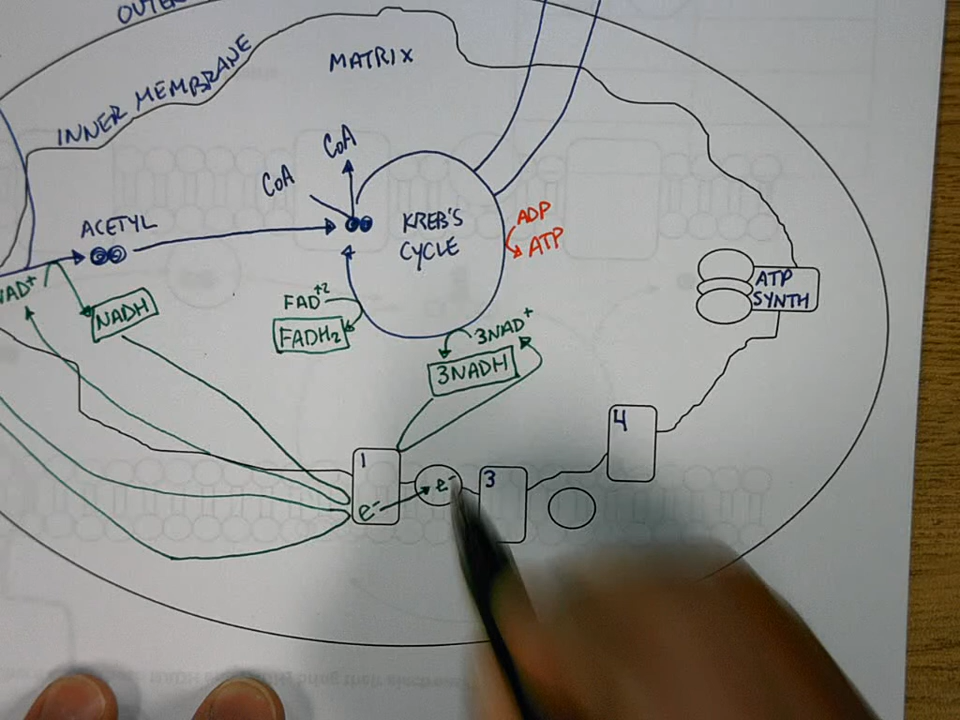 OUTER
MATRIX
INNER MEMBRANE
CoA
CoA
ACETYL
KREB'S
CYCLE
ADP
ATP
NAD+
NADH
FAD+2
FADH2
3NAD+
3NADH
ATP
SYNTH
4
1
e-
e-
3